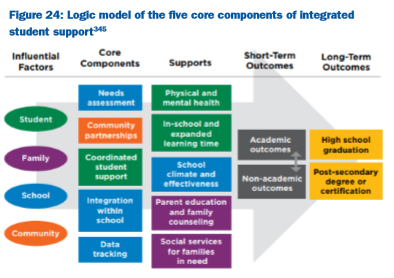 Figure 24: Logic model of the five core components of integrated
student support345
Influential
Factors
Core
Components
Supports
Short-Term
Outcomes
Long-Term
Outcomes
Student
Family
School
Community
Needs
assessment
Community
partnerships
Coordinated
student
support
Integration
within
school
Data
tracking
Physical and
mental health
In-school and
expanded
learning time
School
climate and
effectiveness
Parent education
and family
counseling
Social services
for families
in need
Academic
outcomes
Non-academic
outcomes
High school
graduation
Post-secondary
degree or
certification